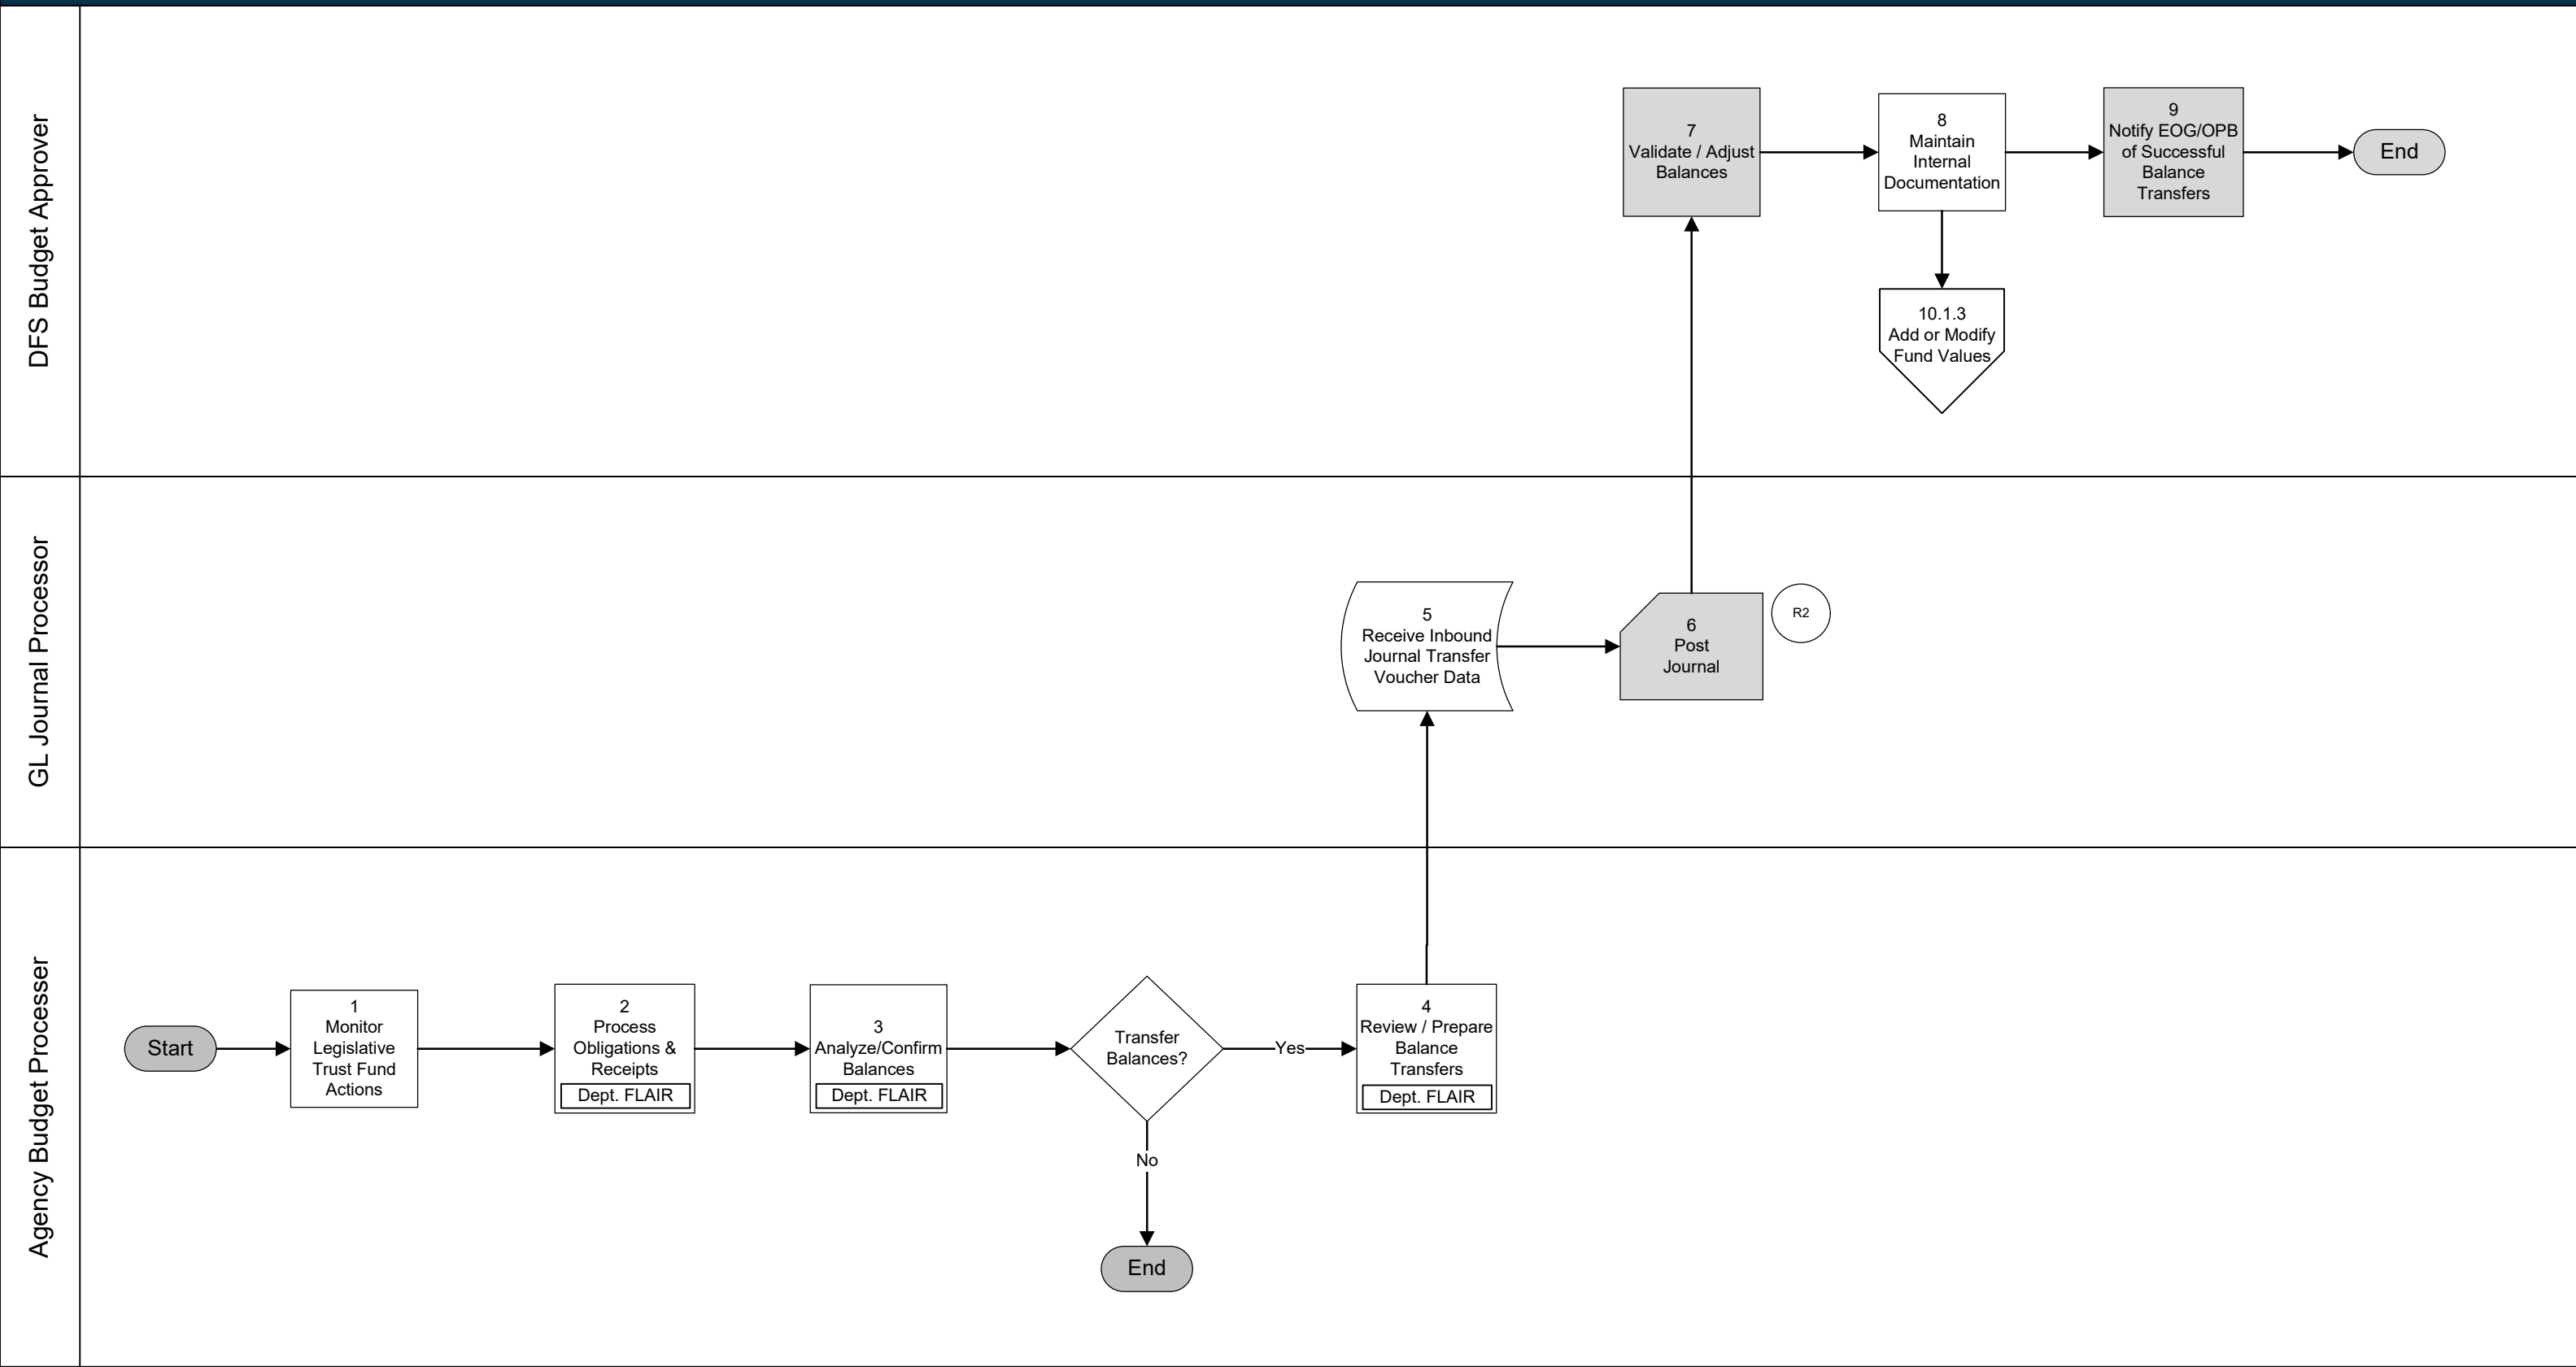 DFS Budget Approver
7
Validate / Adjust
Balances
8
Maintain
Internal
Documentation
9
Notify EOG/OPB
of Successful
Balance
Transfers
End
10.1.3
Add or Modify
Fund Values
GL Journal Processor
5
Receive Inbound
Journal Transfer
Voucher Data
6
Post
Journal
R2
Agency Budget Processer
Start
1
Monitor
Legislative
Trust Fund
Actions
2
Process
Obligations &
Receipts
Dept. FLAIR
3
Analyze/Confirm
Balances
Dept. FLAIR
Transfer
Balances?
Yes
4
Review / Prepare
Balance
Transfers
Dept. FLAIR
No
End